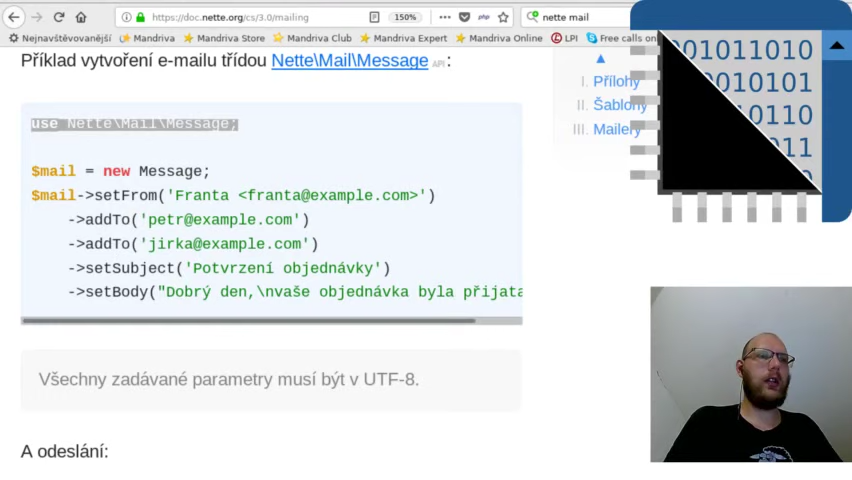 https://doc.nette.org/cs/3.0/mailing
150%
nette mail
Nejnavštěvovanější
Mandriva
Mandriva Store
Mandriva Club
Mandriva Expert
Mandriva Online
LPI
Free calls on
Příklad vytvoření e-mailu třídou Nette\Mail\Message API :
use Nette\Mail\Message;
$mail = new Message;
$mail->setFrom('Franta <franta@example.com>')
->addTo('petr@example.com')
->addTo('jirka@example.com')
->setSubject('Potvrzení objednávky')
->setBody("Dobrý den,\nvaše objednávka byla přijata
Všechny zadávané parametry musí být v UTF-8.
A odeslání:
I. Přílohy
II. Šablony
III. Mailery
001011010
0010101
0110
011